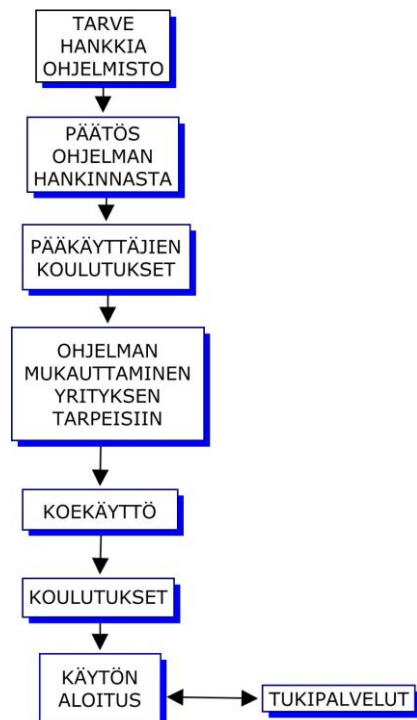 TARVE
HANKKIA
OHJELMISTO
PÄÄTÖS
OHJELMAN
HANKINNASTA
PÄÄKÄYTTÄJIEN
KOULUTUKSET
OHJELMAN
MUKAUTTAMINEN
YRITYKSEN
TARPEISIIN
KOEKÄYTTÖ
KOULUTUKSET
KÄYTÖN
ALOITUS
TUKIPALVELUT